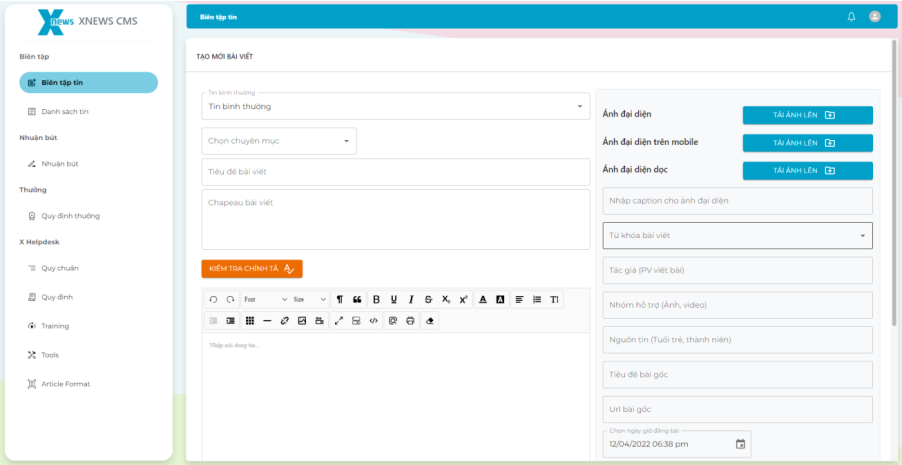 Xnews XNEWS CMS
Biên tập
Biên tập tin
Danh sách tin
Nhuận bút
Nhuận bút
Thưởng
Quy định thưởng
X Helpdesk
Quy chuẩn
Quy định
Training
Tools
Article Format
Biên tập tin
TẠO MỚI BÀI VIẾT
Tin bình thường
Tin bình thường
Chọn chuyên mục
Tiêu đề bài viết
Chapeau bài viết
KIỂM TRA CHÍNH TẢ
Font Size
Nhập nội dung tin...
Ảnh đại diện TẢI ẢNH LÊN
Ảnh đại diện trên mobile TẢI ẢNH LÊN
Ảnh đại diện dọc TẢI ẢNH LÊN
Nhập caption cho ảnh đại diện
Từ khóa bài viết
Tác giả (PV viết bài)
Nhóm hỗ trợ (Ảnh, video)
Nguồn tin (Tuổi trẻ, thành niên)
Tiêu đề bài gốc
Url bài gốc
Chọn ngày giờ đăng bài
12/04/2022 06:38 pm